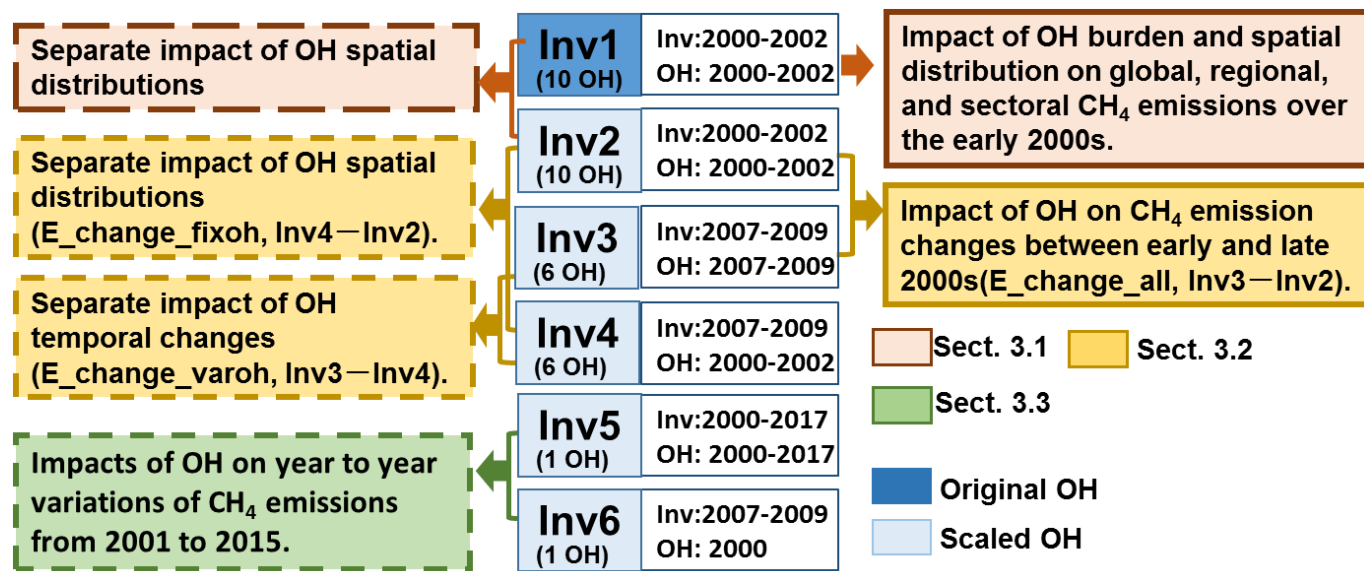 Separate impact of OH spatial
distributions
Separate impact of OH spatial
distributions
(E_change_fixoh, Inv4－Inv2).
Separate impact of OH
temporal changes
(E_change_varoh, Inv3－Inv4).
Impacts of OH on year to year
variations of CH₄ emissions
from 2001 to 2015.
Inv1
(10 OH)
Inv:2000-2002
OH: 2000-2002
Inv2
(10 OH)
Inv:2000-2002
OH: 2000-2002
Inv3
(6 OH)
Inv:2007-2009
OH: 2007-2009
Inv4
(6 OH)
Inv:2007-2009
OH: 2000-2002
Inv5
(1 OH)
Inv:2000-2017
OH: 2000-2017
Inv6
(1 OH)
Inv:2007-2009
OH: 2000
Impact of OH burden and spatial
distribution on global, regional,
and sectoral CH₄ emissions over
the early 2000s.
Impact of OH on CH₄ emission
changes between early and late
2000s(E_change_all, Inv3－Inv2).
Sect. 3.1
Sect. 3.2
Sect. 3.3
Original OH
Scaled OH